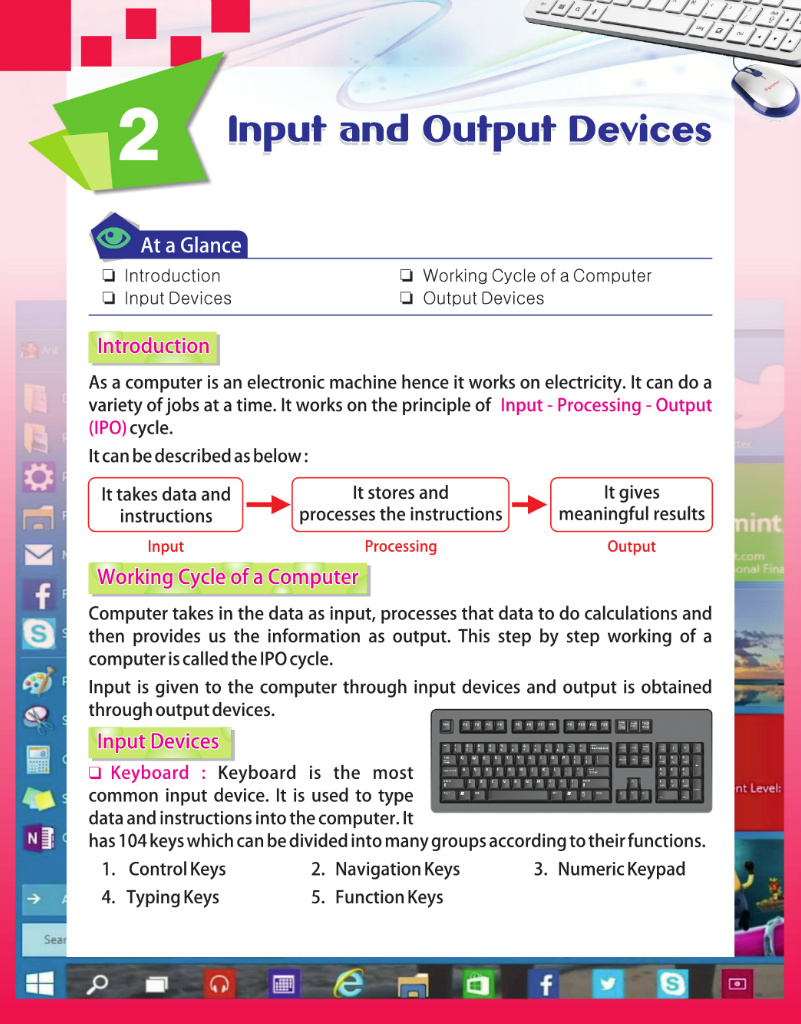 2
Input and Output Devices
At a Glance
❑ Introduction
❑ Working Cycle of a Computer
❑ Input Devices
❑ Output Devices
Introduction
As a computer is an electronic machine hence it works on electricity. It can do a
variety of jobs at a time. It works on the principle of Input - Processing - Output
(IPO) cycle.
It can be described as below :
It takes data and
instructions
It stores and
processes the instructions
It gives
meaningful results
Input
Processing
Output
Working Cycle of a Computer
Computer takes in the data as input, processes that data to do calculations and
then provides us the information as output. This step by step working of a
computer is called the IPO cycle.
Input is given to the computer through input devices and output is obtained
through output devices.
Input Devices
❑ Keyboard : Keyboard is the most
common input device. It is used to type
data and instructions into the computer. It
has 104 keys which can be divided into many groups according to their functions.
1. Control Keys
2. Navigation Keys
3. Numeric Keypad
4. Typing Keys
5. Function Keys
mint
nt Level:
Sear